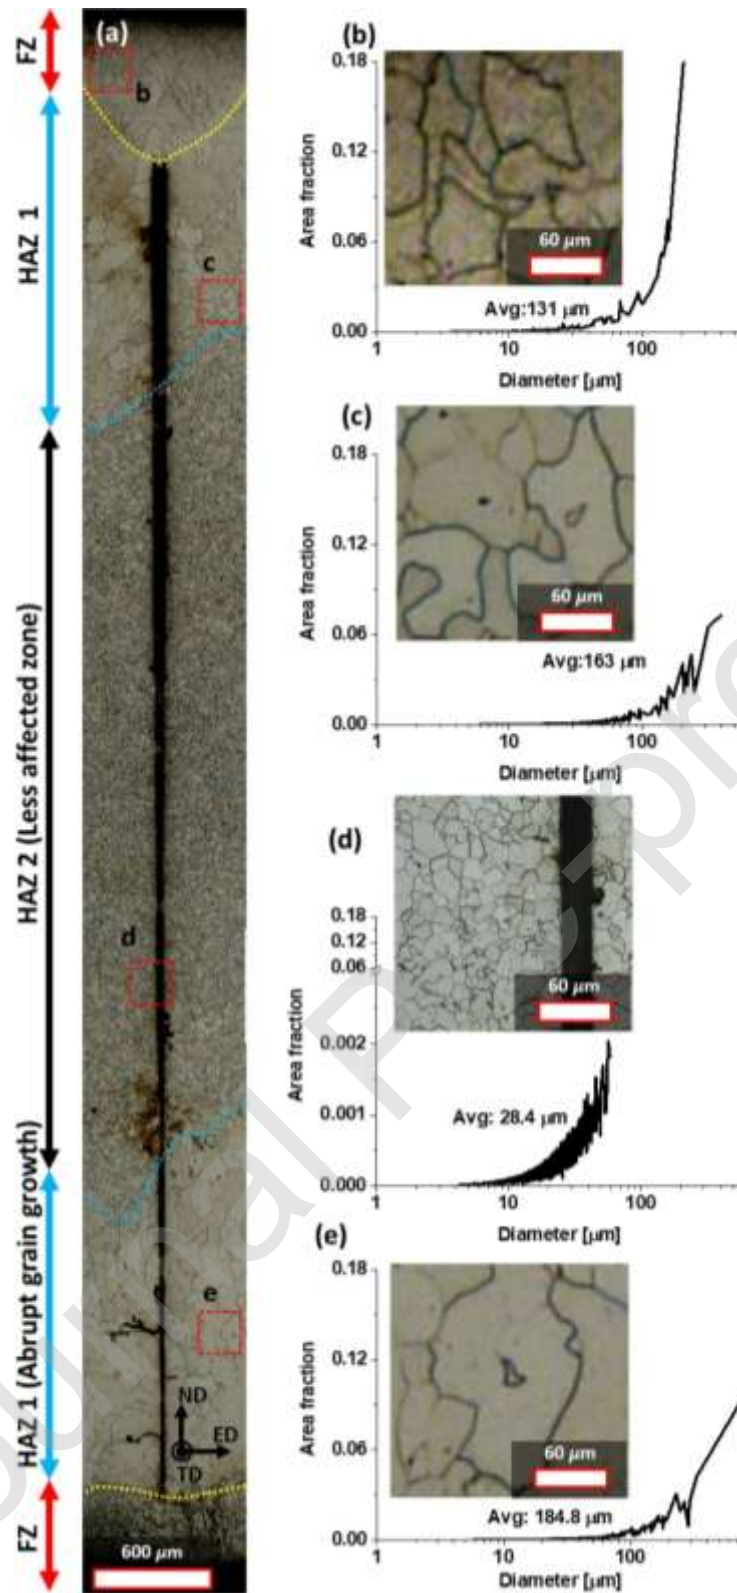 (a)
FZ
b
HAZ 1
c
HAZ 2 (Less affected zone)
d
HAZ 1 (Abrupt grain growth)
e
ND
ED
TD
FZ
600 µm
(b)
0.18
0.12
0.06
0.00
Area fraction
60 µm
Avg:131 µm
1
10
100
Diameter [µm]
(c)
0.18
0.12
0.06
0.00
Area fraction
60 µm
Avg:163 µm
1
10
100
Diameter [µm]
(d)
0.18
0.12
0.06
0.002
0.001
0.000
Area fraction
60 µm
Avg: 28.4 µm
1
10
100
Diameter [µm]
(e)
0.18
0.12
0.06
0.00
Area fraction
60 µm
Avg: 184.8 µm
1
10
100
Diameter [µm]